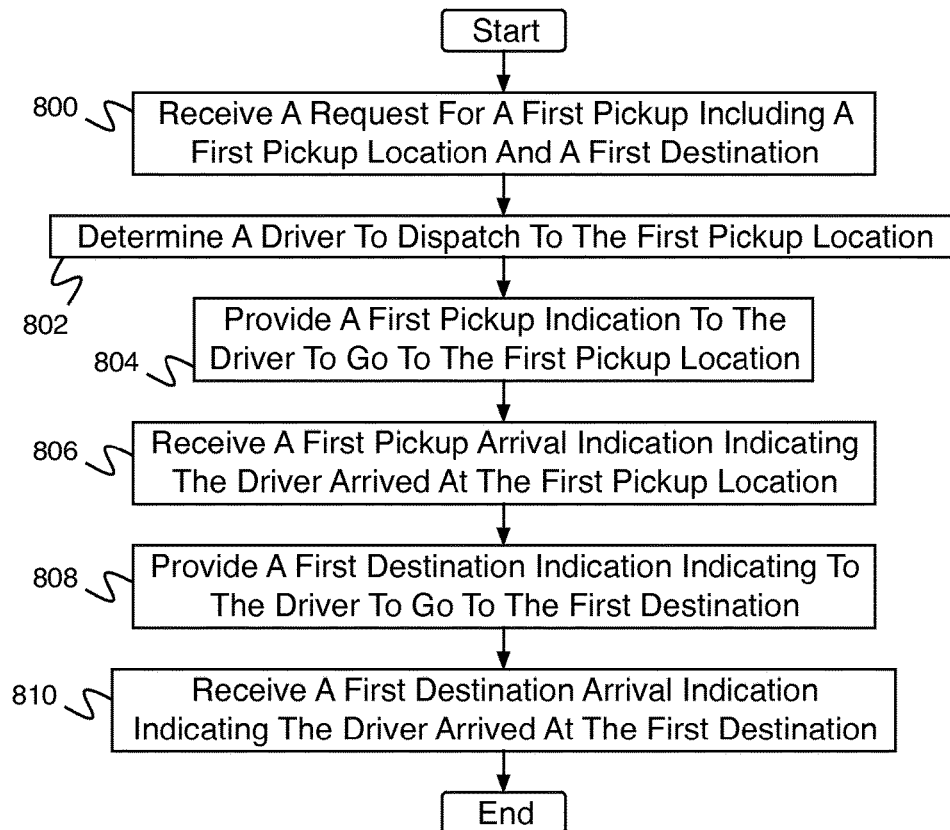 Start
800
Receive A Request For A First Pickup Including A
First Pickup Location And A First Destination
Determine A Driver To Dispatch To The First Pickup Location
802
Provide A First Pickup Indication To The
Driver To Go To The First Pickup Location
804
806
Receive A First Pickup Arrival Indication Indicating
The Driver Arrived At The First Pickup Location
808
Provide A First Destination Indication Indicating To
The Driver To Go To The First Destination
810
Receive A First Destination Arrival Indication
Indicating The Driver Arrived At The First Destination
End